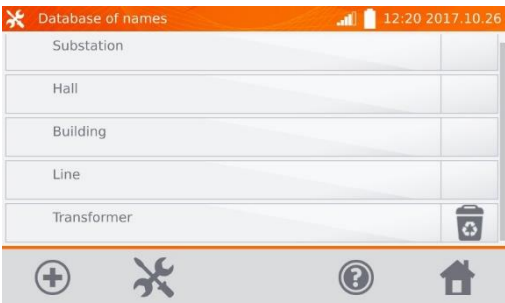 Database of names 12:20 2017.10.26
Substation
Hall
Building
Line
Transformer